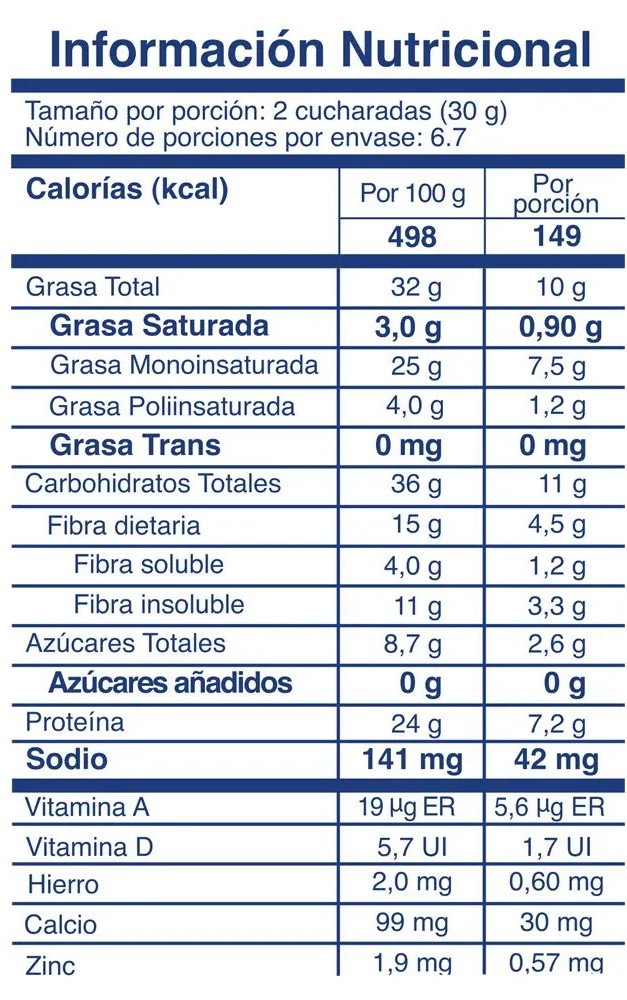 Información Nutricional
Tamaño por porción: 2 cucharadas (30 g)
Número de porciones por envase: 6.7
Calorías (kcal) Por 100 g Por porción
498 149
Grasa Total 32 g 10 g
Grasa Saturada 3,0 g 0,90 g
Grasa Monoinsaturada 25 g 7,5 g
Grasa Poliinsaturada 4,0 g 1,2 g
Grasa Trans 0 mg 0 mg
Carbohidratos Totales 36 g 11 g
Fibra dietaria 15 g 4,5 g
Fibra soluble 4,0 g 1,2 g
Fibra insoluble 11 g 3,3 g
Azúcares Totales 8,7 g 2,6 g
Azúcares añadidos 0 g 0 g
Proteína 24 g 7,2 g
Sodio 141 mg 42 mg
Vitamina A 19 µg ER 5,6 µg ER
Vitamina D 5,7 UI 1,7 UI
Hierro 2,0 mg 0,60 mg
Calcio 99 mg 30 mg
Zinc 1,9 mg 0,57 mg